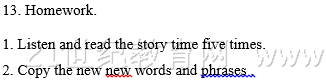 13. Homework.
1. Listen and read the story time five times.
2. Copy the new new words and phrases..